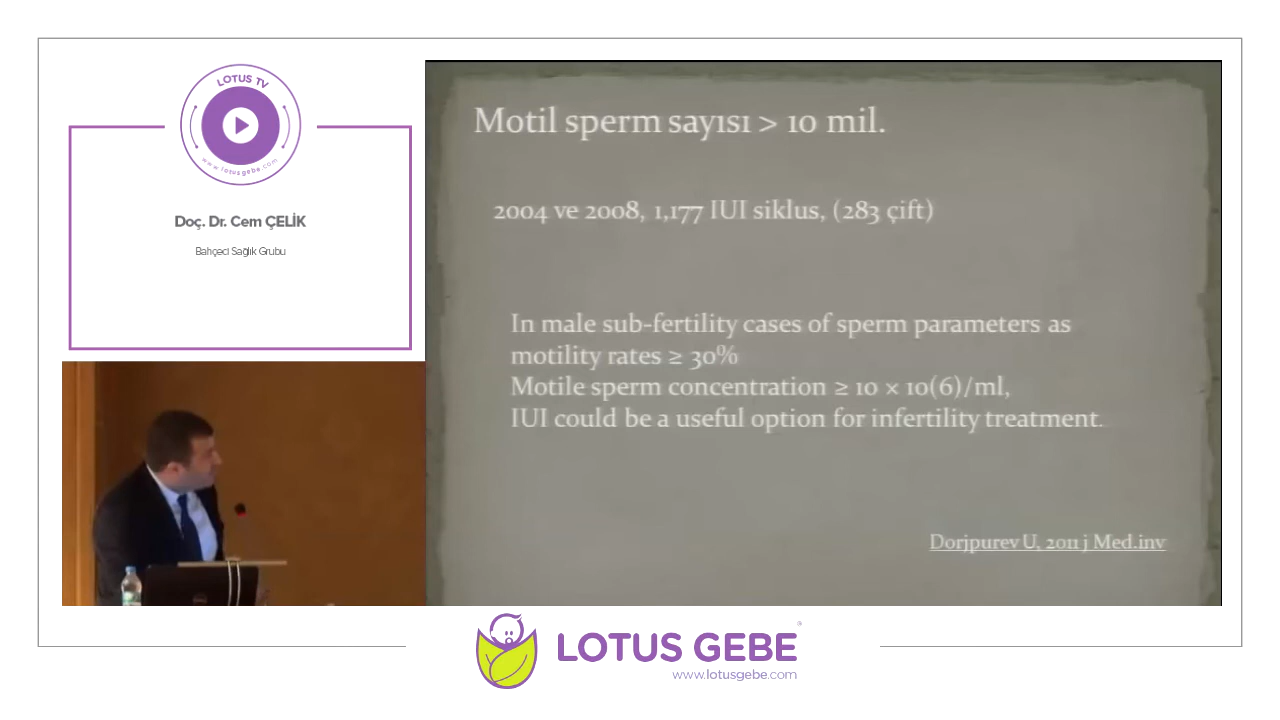 LOTUS TV
www.lotusgebe.com
Doç. Dr. Cem ÇELİK
Bahçeci Sağlık Grubu
Motil sperm sayısı > 10 mil.
2004 ve 2008, 1,177 IUI siklus, (283 çift)
In male sub-fertility cases of sperm parameters as
motility rates ≥ 30%
Motile sperm concentration ≥ 10 × 10(6)/ml,
IUI could be a useful option for infertility treatment.
Dorjpurev U, 2011 j Med.inv
LOTUS GEBE®
www.lotusgebe.com